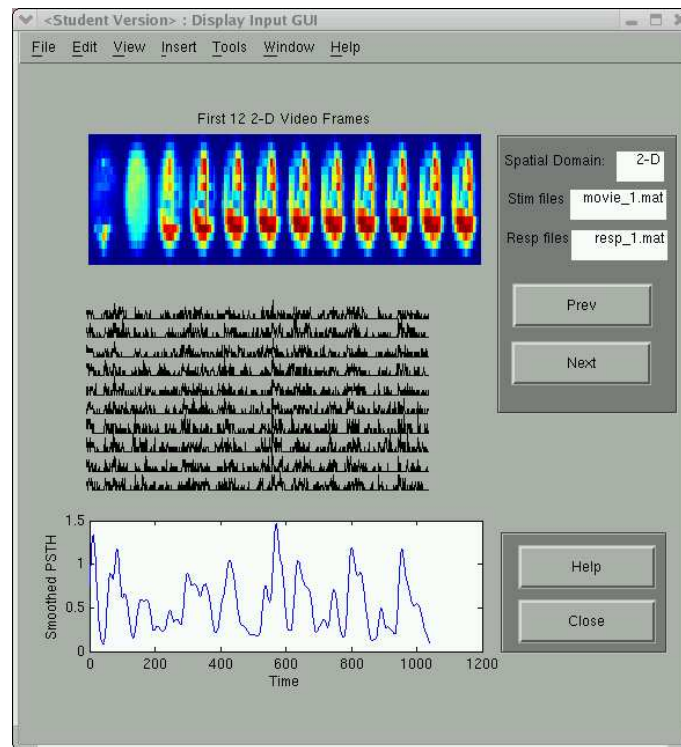 <Student Version> : Display Input GUI
File Edit View Insert Tools Window Help
First 12 2-D Video Frames
Spatial Domain: 2-D
Stim files movie_1.mat
Resp files resp_1.mat
Prev
Next
1.5
1
0.5
0
Smoothed PSTH
0 200 400 600 800 1000 1200
Time
Help
Close